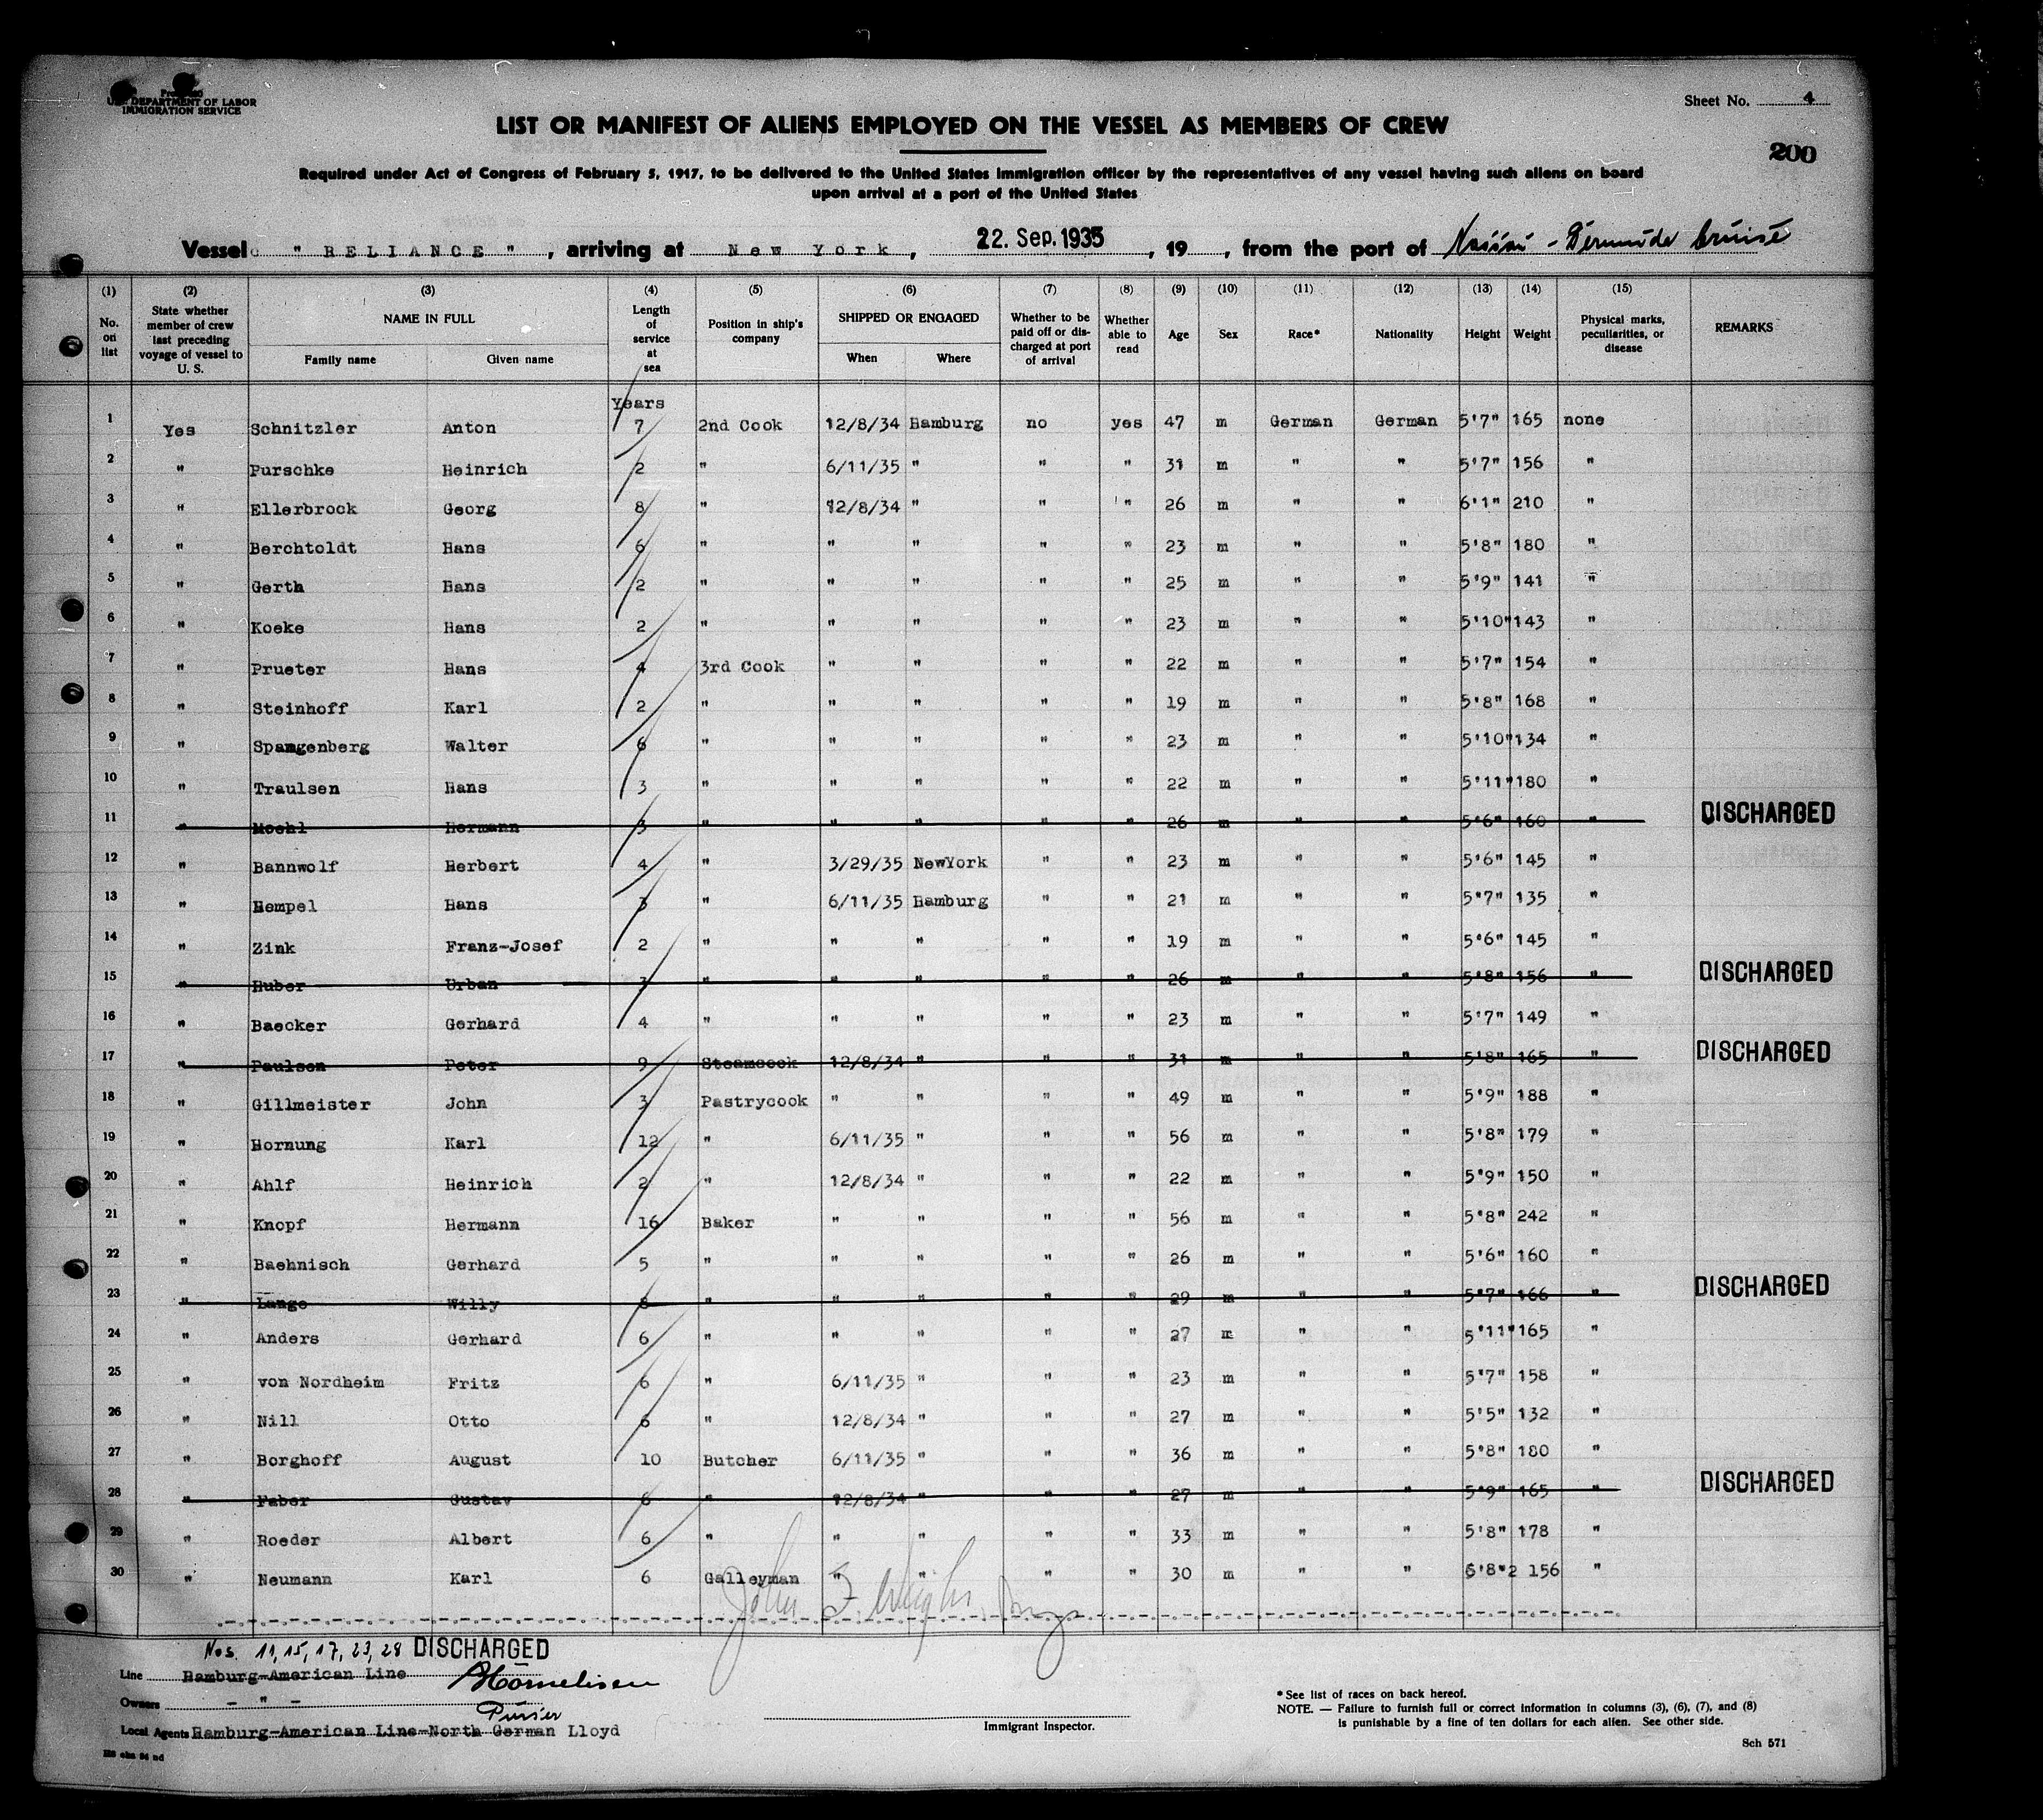 U.S. DEPARTMENT OF LABOR
IMMIGRATION SERVICE
Sheet No. 4
LIST OR MANIFEST OF ALIENS EMPLOYED ON THE VESSEL AS MEMBERS OF CREW
200
Required under Act of Congress of February 5, 1917, to be delivered to the United States Immigration officer by the representatives of any vessel having such aliens on board
upon arrival at a port of the United States
Vessel " RELIANCE ", arriving at New York, 22. Sep. 1935, 19 , from the port of Nassau - Bermuda Cruise
(1) (2) (3) (4) (5) (6) (7) (8) (9) (10) (11) (12) (13) (14) (15)
No. on list State whether member of crew last preceding voyage of vessel to U. S. NAME IN FULL Family name Given name Length of service at sea Position in ship's company SHIPPED OR ENGAGED When Where Whether to be paid off or discharged at port of arrival Whether able to read Age Sex Race* Nationality Height Weight Physical marks, peculiarities, or disease REMARKS
Years
1 Yes Schnitzler Anton 7 2nd Cook 12/8/34 Hamburg no yes 47 m German German 5'7" 165 none
2 " Purschke Heinrich 2 " 6/11/35 " " " 31 m " " 5'7" 156 "
3 " Ellerbrock Georg 8 " 12/8/34 " " " 26 m " " 6'1" 210 "
4 " Berchtoldt Hans 6 " " " " " 23 m " " 5'8" 180 "
5 " Gerth Hans 2 " " " " " 25 m " " 5'9" 141 "
6 " Koeke Hans 2 " " " " " 23 m " " 5'10" 143 "
7 " Prueter Hans 4 3rd Cook " " " " 22 m " " 5'7" 154 "
8 " Steinhoff Karl 2 " " " " " 19 m " " 5'8" 168 "
9 " Spangenberg Walter 6 " " " " " 23 m " " 5'10" 134 "
10 " Traulsen Hans 3 " " " " " 22 m " " 5'11" 180 "
11 " Moehl Hermann 3 " " " " " 26 m " " 5'6" 160 " DISCHARGED
12 " Bannwolf Herbert 4 " 3/29/35 NewYork " " 23 m " " 5'6" 145 "
13 " Hempel Hans 3 " 6/11/35 Hamburg " " 21 m " " 5'7" 135 "
14 " Zink Franz-Josef 2 " " " " " 19 m " " 5'6" 145 "
15 " Huber Urban " " " " " 26 m " " 5'8" 156 " DISCHARGED
16 " Baecker Gerhard 4 " " " " " 23 m " " 5'7" 149 "
17 " Paulsen Peter 9 Steamcook 12/8/34 " " " 31 m " " 5'8" 165 " DISCHARGED
18 " Gillmeister John 3 Pastrycook " " " " 49 m " " 5'9" 188 "
19 " Hornung Karl 12 " 6/11/35 " " " 56 m " " 5'8" 179 "
20 " Ahlf Heinrich 2 " 12/8/34 " " " 22 m " " 5'9" 150 "
21 " Knopf Hermann 16 Baker " " " " 56 m " " 5'8" 242 "
22 " Baehnisch Gerhard 5 " " " " " 26 m " " 5'6" 160 "
23 " Lange Willy 8 " " " " " 29 m " " 5'7" 166 " DISCHARGED
24 " Anders Gerhard 6 " " " " " 27 m " " 5'11" 165 "
25 " von Nordheim Fritz 6 " 6/11/35 " " " 23 m " " 5'7" 158 "
26 " Nill Otto 6 " 12/8/34 " " " 27 m " " 5'5" 132 "
27 " Borghoff August 10 Butcher 6/11/35 " " " 36 m " " 5'8" 180 "
28 " Faber Gustav 6 " 12/8/34 " " " 27 m " " 5'9" 165 " DISCHARGED
29 " Roeder Albert 6 " " " " " 33 m " " 5'8" 178 "
30 " Neumann Karl 6 Galleyman " " " " 30 m " " 5'8"2 156 "
Nos. 11, 15, 17, 23, 28 DISCHARGED
Line Hamburg-American Line
Owners - " -
Purser
Local Agents Hamburg-American Line-North German Lloyd
Immigrant Inspector.
* See list of races on back hereof.
NOTE. — Failure to furnish full or correct information in columns (3), (6), (7), and (8)
is punishable by a fine of ten dollars for each alien. See other side.
Sch 571